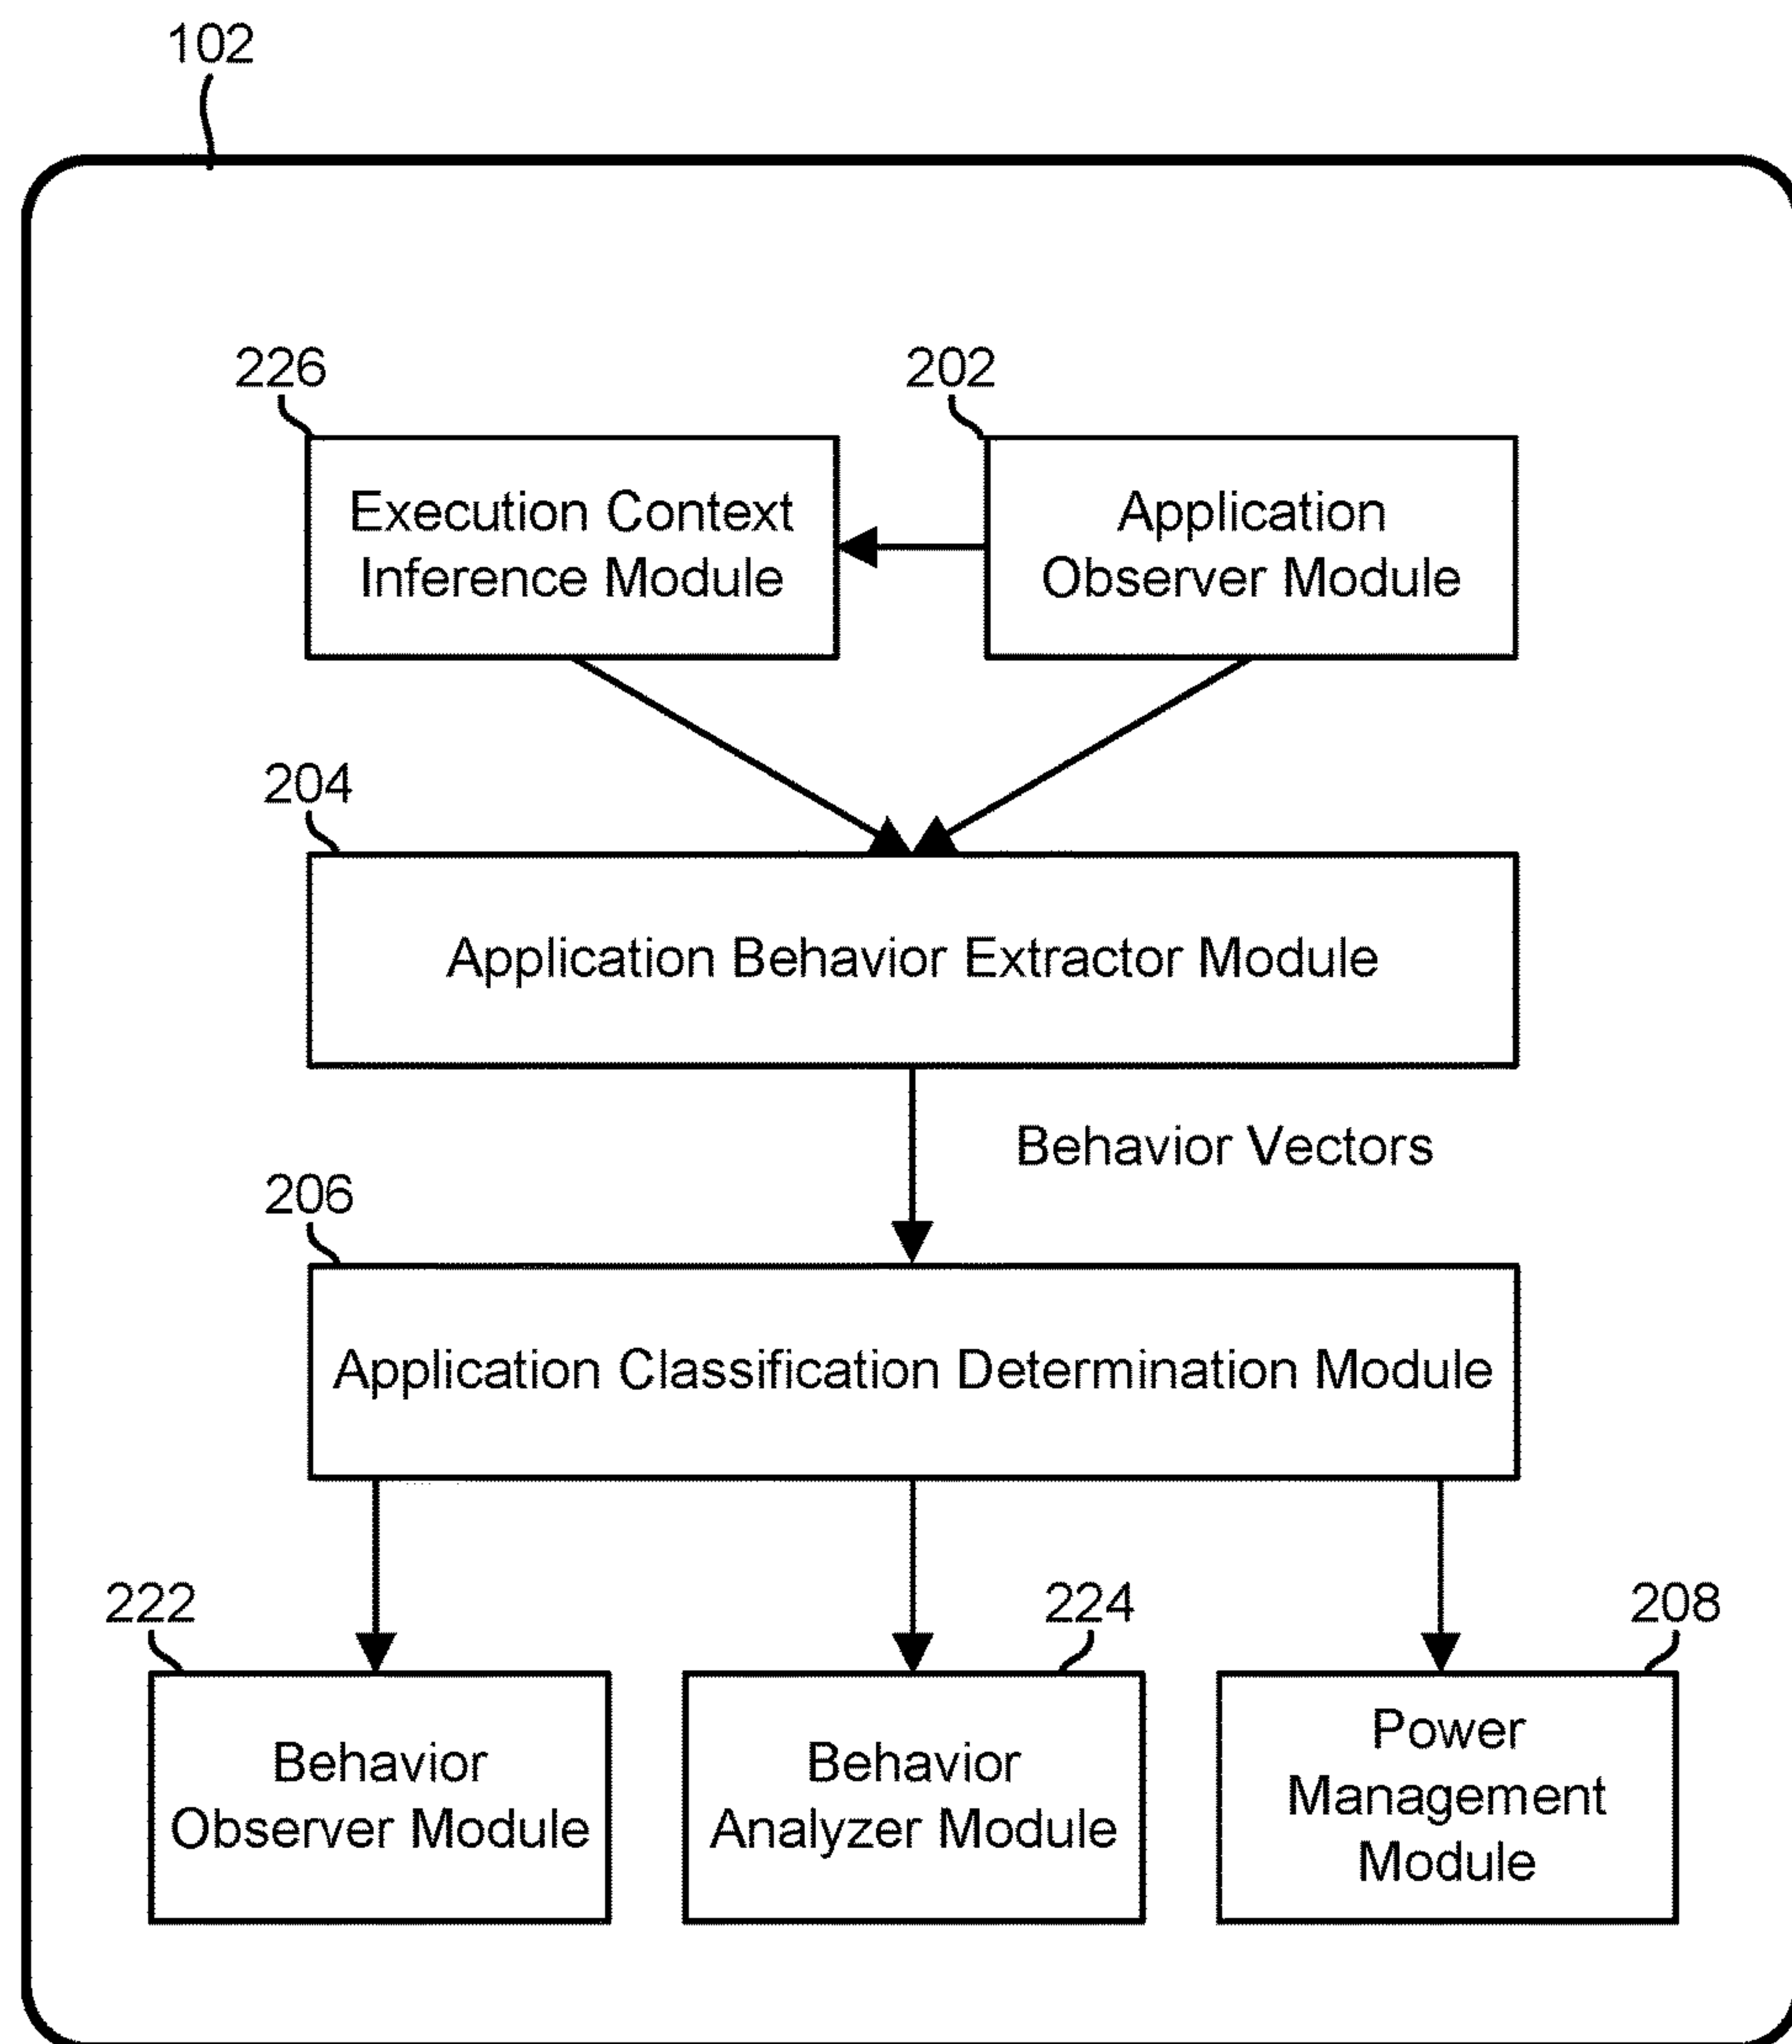 102
226
202
Execution Context
Inference Module
Application
Observer Module
204
Application Behavior Extractor Module
Behavior Vectors
206
Application Classification Determination Module
222
224
208
Behavior
Observer Module
Behavior
Analyzer Module
Power
Management
Module